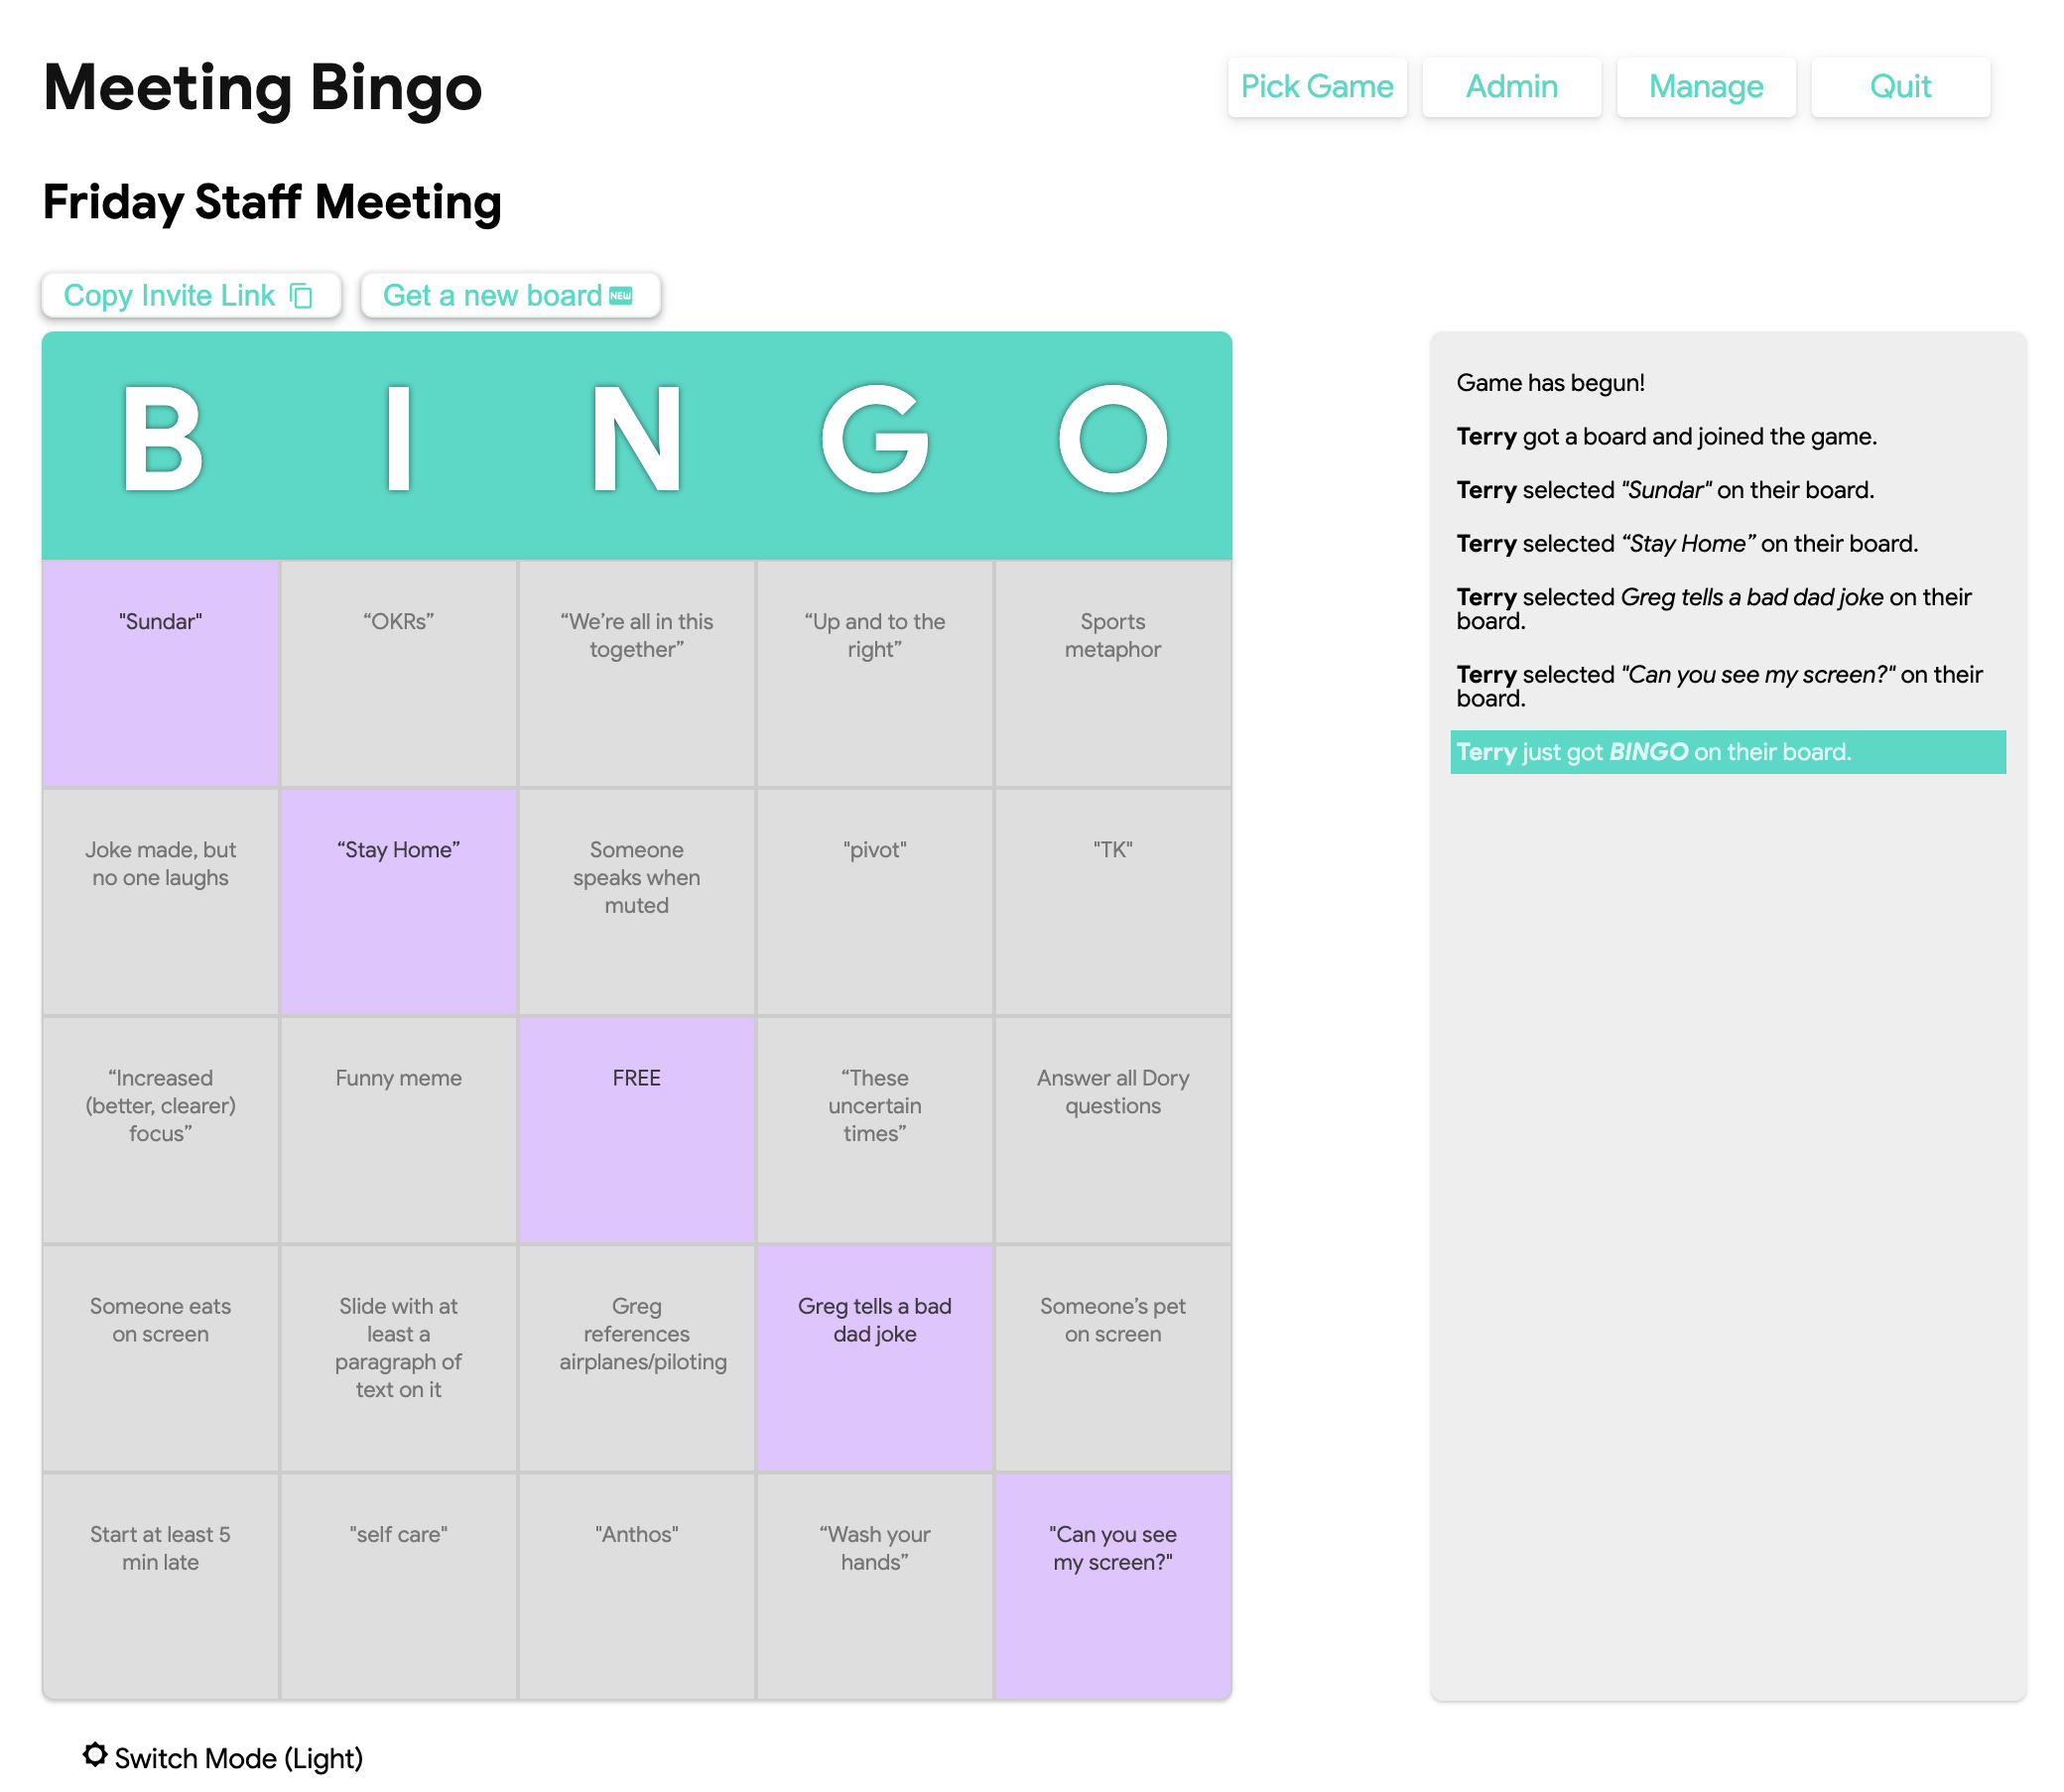 Meeting Bingo
Pick Game
Admin
Manage
Quit
Friday Staff Meeting
Copy Invite Link
Get a new board NEW
B I N G O
"Sundar"
“OKRs”
“We’re all in this
together”
“Up and to the
right”
Sports
metaphor
Joke made, but
no one laughs
“Stay Home”
Someone
speaks when
muted
"pivot"
"TK"
“Increased
(better, clearer)
focus”
Funny meme
FREE
“These
uncertain
times”
Answer all Dory
questions
Someone eats
on screen
Slide with at
least a
paragraph of
text on it
Greg
references
airplanes/piloting
Greg tells a bad
dad joke
Someone’s pet
on screen
Start at least 5
min late
"self care"
"Anthos"
“Wash your
hands”
"Can you see
my screen?"
Game has begun!
Terry got a board and joined the game.
Terry selected "Sundar" on their board.
Terry selected “Stay Home” on their board.
Terry selected Greg tells a bad dad joke on their
board.
Terry selected "Can you see my screen?" on their
board.
Terry just got BINGO on their board.
Switch Mode (Light)